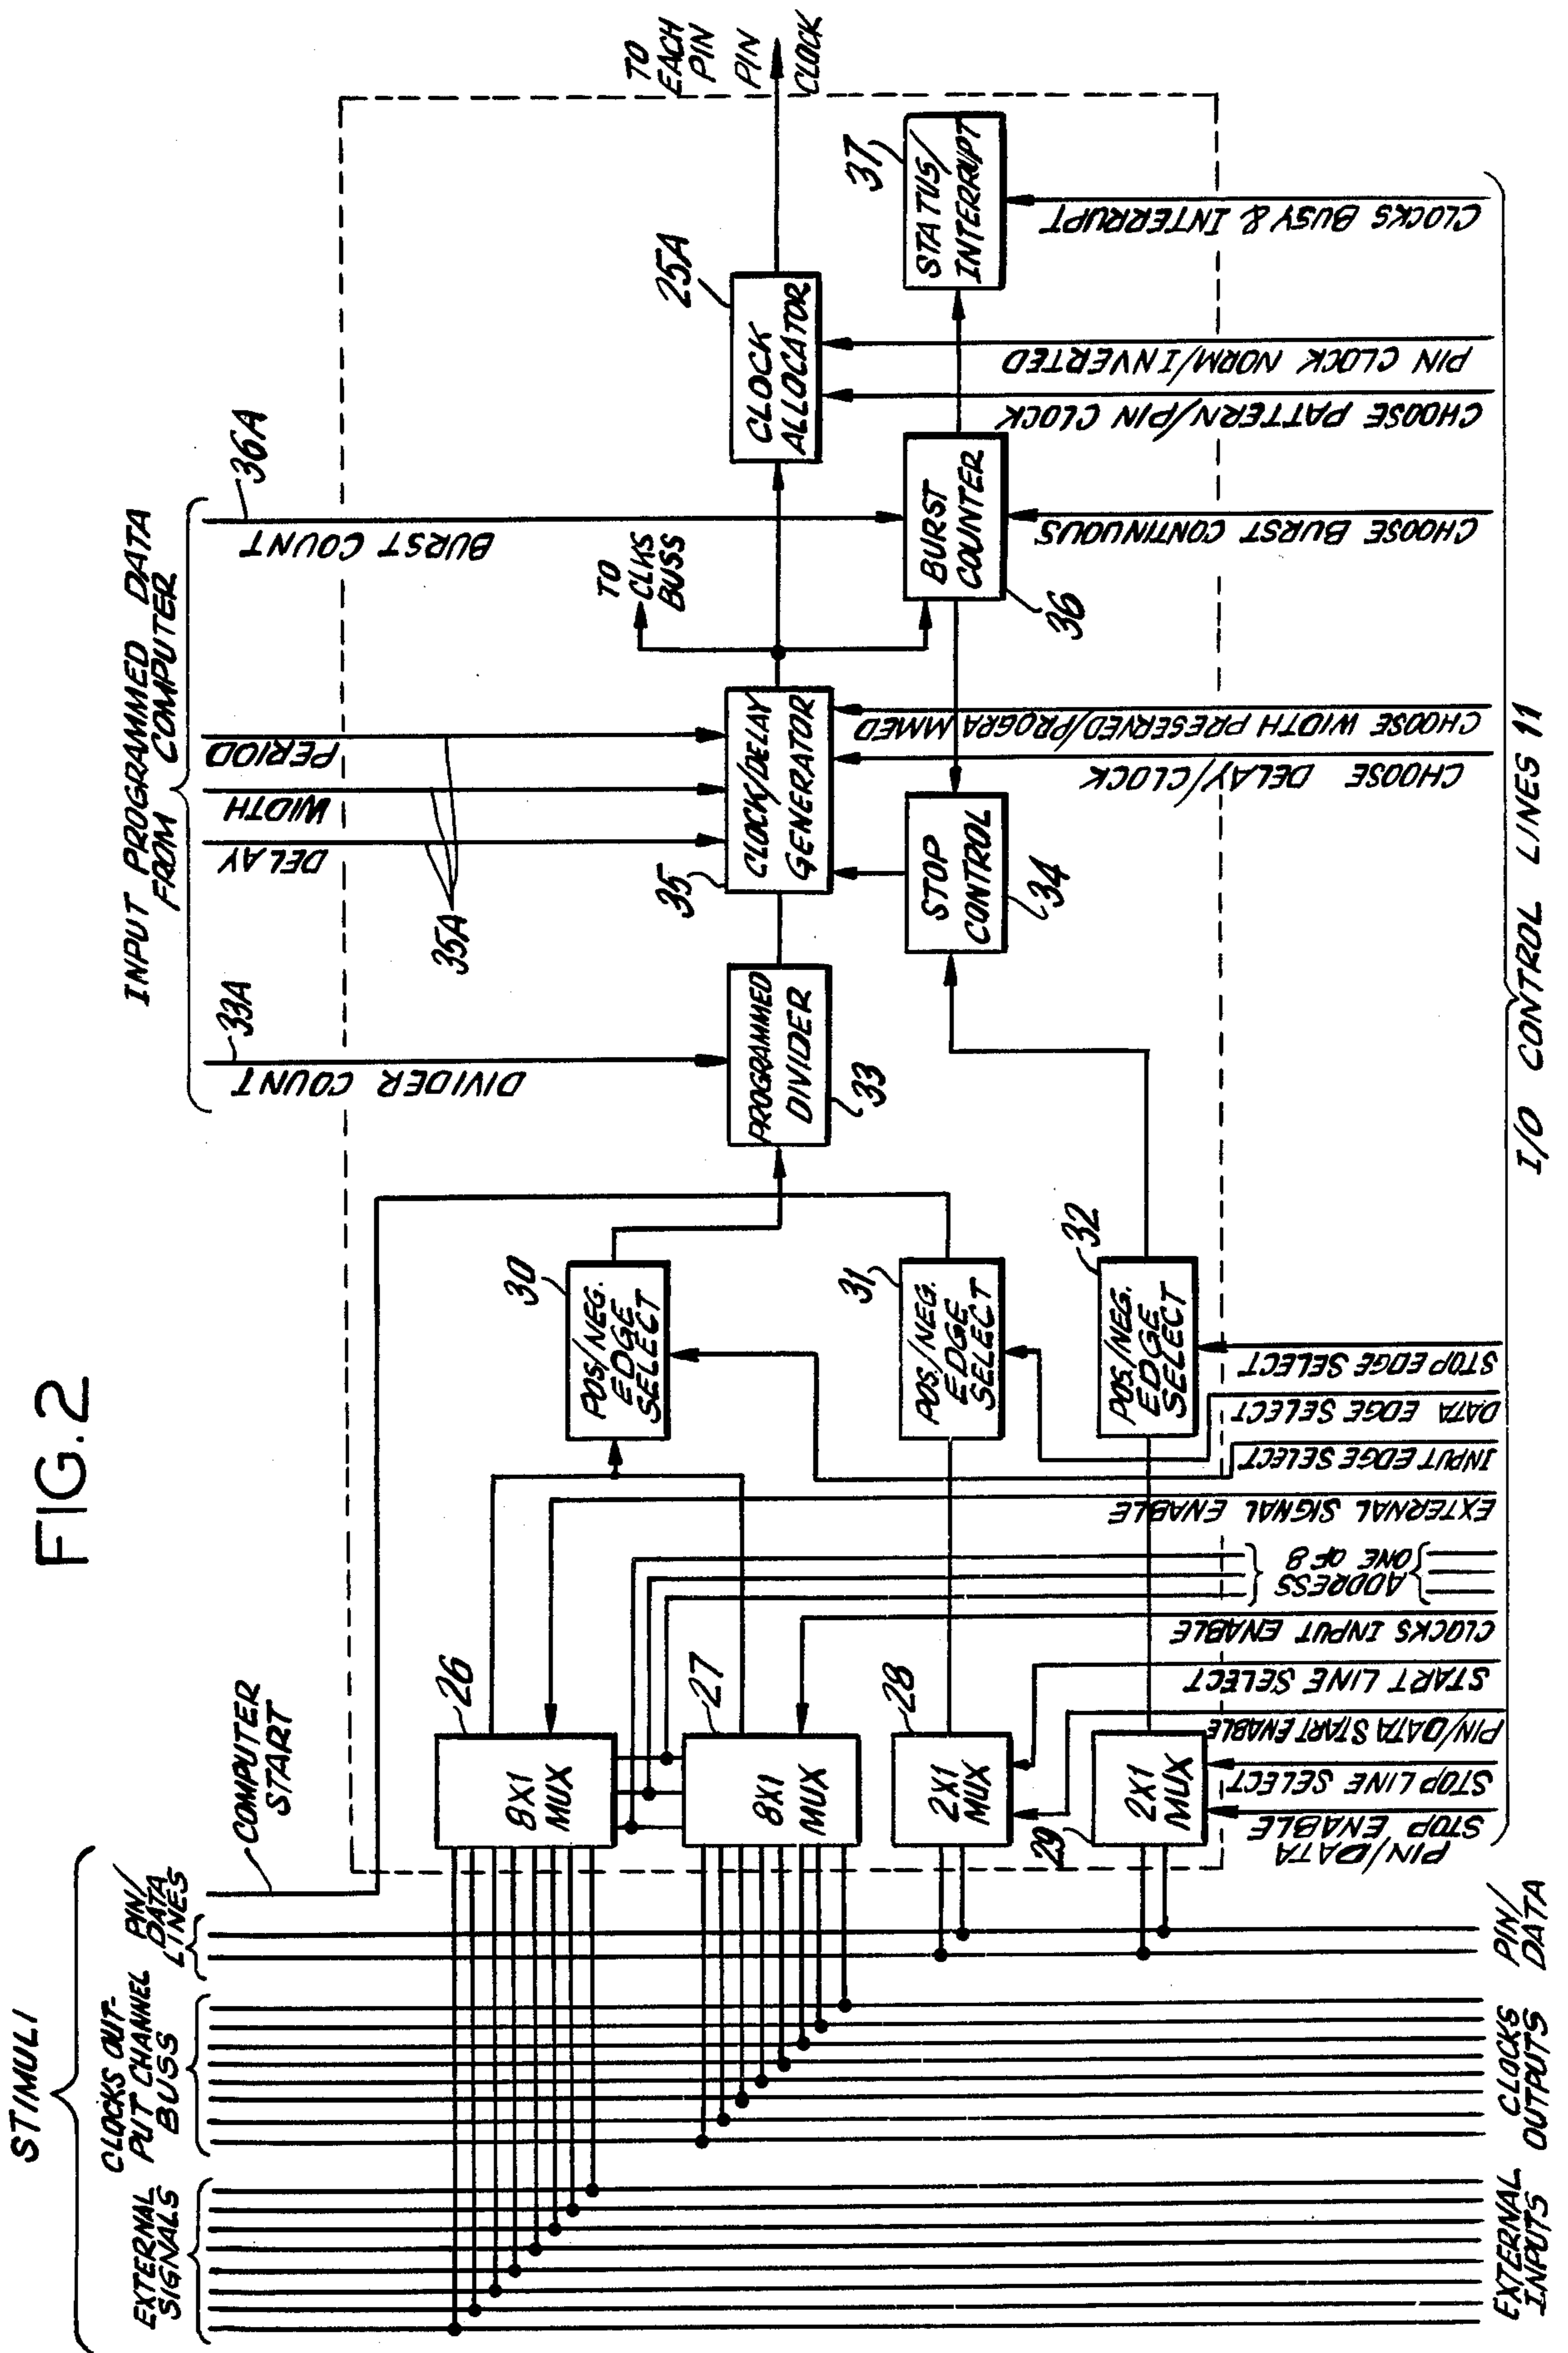 FIG. 2
STIMULI
EXTERNAL
SIGNALS
CLOCKS OUT-
PUT CHANNEL
BUSS
PIN/
DATA
LINES
COMPUTER
START
INPUT PROGRAMMED DATA
FROM COMPUTER
33A
DIVIDER COUNT
35A
DELAY
WIDTH
PERIOD
36A
BURST COUNT
26
8X1
MUX
27
8X1
MUX
28
2X1
MUX
29
2X1
MUX
30
POS./NEG.
EDGE
SELECT
31
POS./NEG.
EDGE
SELECT
32
POS./NEG.
EDGE
SELECT
PROGRAMMED
DIVIDER
33
35
CLOCK/DELAY
GENERATOR
STOP
CONTROL
34
TO
CLKS
BUSS
BURST
COUNTER
36
25A
CLOCK
ALLOCATOR
37
STATUS/
INTERRUPT
TO
EACH
PIN
PIN
CLOCK
PIN/DATA
STOP ENABLE
STOP LINE SELECT
PIN/DATA START ENABLE
START LINE SELECT
CLOCKS INPUT ENABLE
ADDRESS
ONE OF 8
EXTERNAL SIGNAL ENABLE
INPUT EDGE SELECT
DATA EDGE SELECT
STOP EDGE SELECT
CHOOSE DELAY/CLOCK
CHOOSE WIDTH PRESERVED/PROGRAMMED
CHOOSE BURST CONTINUOUS
CHOOSE PATTERN/PIN CLOCK
PIN CLOCK NORM/INVERTED
CLOCKS BUSY & INTERRUPT
EXTERNAL
INPUTS
CLOCKS
OUTPUTS
PIN/
DATA
I/O CONTROL LINES 11